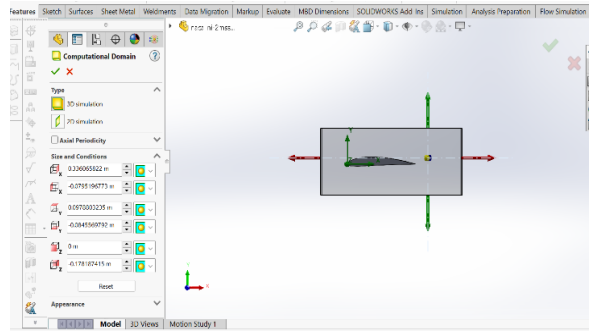 Features Sketch Surfaces Sheet Metal Weldments Data Migration Markup Evaluate MBD Dimensions SOLIDWORKS Add Ins Simulation Analysis Preparation Flow Simulation
Computational Domain
Type
3D simulation
2D simulation
Axial Periodicity
Size and Conditions
X 0.336065822 m
X -0.0795196773 m
Y 0.0978803235 m
Y -0.0845569792 m
Z 0 m
Z -0.178187415 m
Reset
Appearance
Y
X
Model 3D Views Motion Study 1